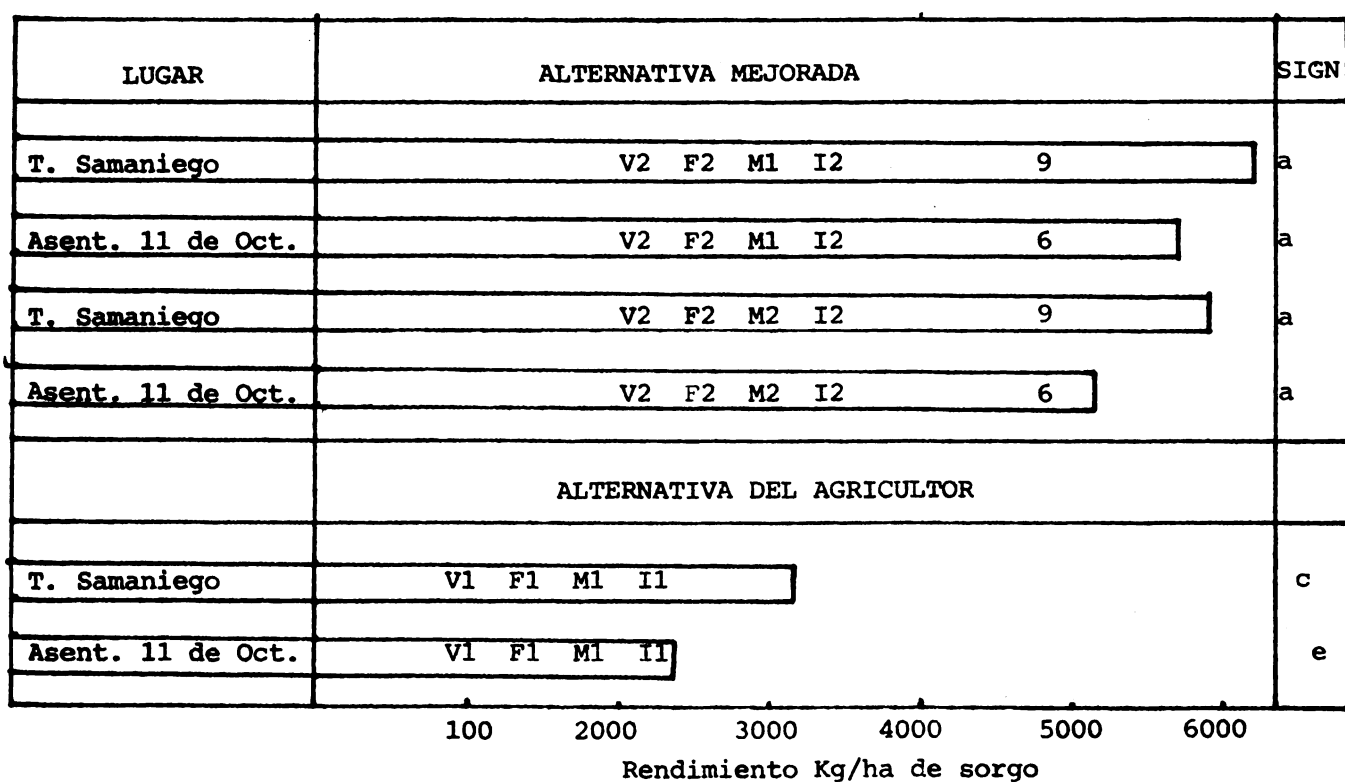 LUGAR ALTERNATIVA MEJORADA SIGN
T. Samaniego V2 F2 M1 I2 9 a
Asent. 11 de Oct. V2 F2 M1 I2 6 a
T. Samaniego V2 F2 M2 I2 9 a
Asent. 11 de Oct. V2 F2 M2 I2 6 a
ALTERNATIVA DEL AGRICULTOR
T. Samaniego V1 F1 M1 I1 c
Asent. 11 de Oct. V1 F1 M1 I1 e
100 2000 3000 4000 5000 6000
Rendimiento Kg/ha de sorgo